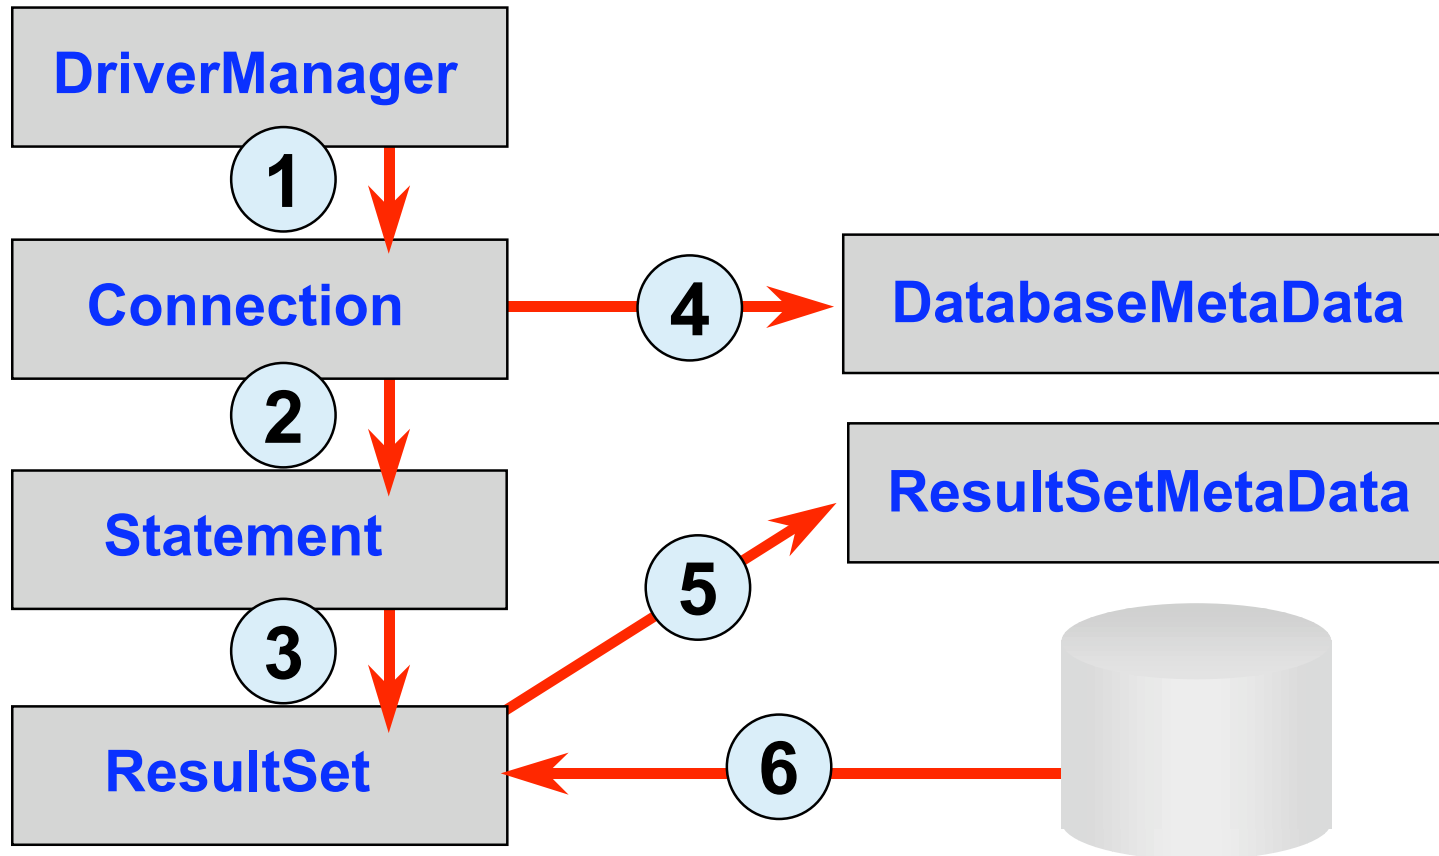 DriverManager
1
Connection
4
DatabaseMetaData
2
ResultSetMetaData
Statement
5
3
ResultSet
6